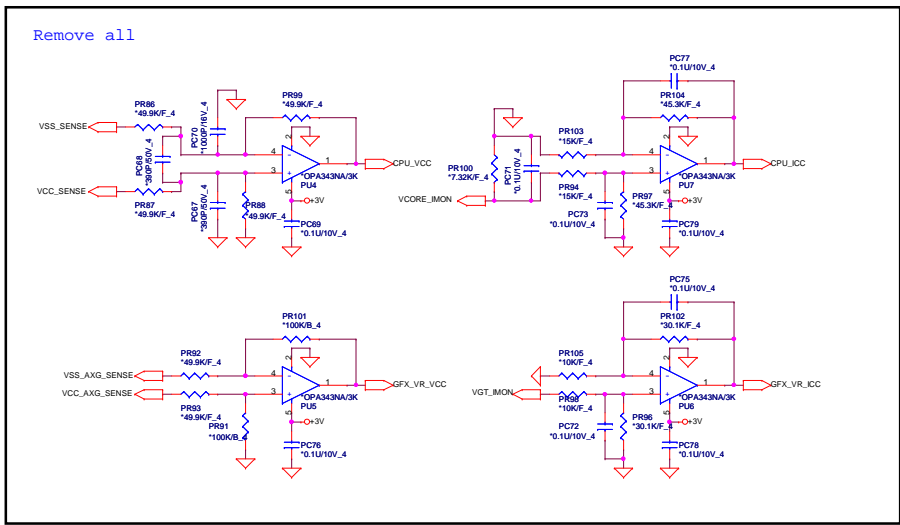 Remove all
PR86
*49.9K/F_4
VSS_SENSE
PC68
*390P/50V_4
VCC_SENSE
PR87
*49.9K/F_4
PC70
*1000P/16V_4
PC67
*390P/50V_4
PR88
*49.9K/F_4
PR99
*49.9K/F_4
2
4
3
1
5
*OPA343NA/3K
PU4
+3V
PC69
*0.1U/10V_4
CPU_VCC
PC77
*0.1U/10V_4
PR104
*45.3K/F_4
PR103
*15K/F_4
PR100
*7.32K/F_4
PC71
*0.1U/10V_4
VCORE_IMON
PR94
*15K/F_4
PC73
*0.1U/10V_4
PR97
*45.3K/F_4
2
4
3
1
5
*OPA343NA/3K
PU7
+3V
PC79
*0.1U/10V_4
CPU_ICC
PR101
*100K/B_4
PR92
*49.9K/F_4
VSS_AXG_SENSE
VCC_AXG_SENSE
PR93
*49.9K/F_4
PR91
*100K/B_4
2
4
3
1
5
*OPA343NA/3K
PU5
+3V
PC76
*0.1U/10V_4
GFX_VR_VCC
PC75
*0.1U/10V_4
PR102
*30.1K/F_4
PR105
*10K/F_4
VGT_IMON
*10K/F_4
PC72
*0.1U/10V_4
PR96
*30.1K/F_4
2
4
3
1
5
*OPA343NA/3K
PU6
+3V
PC78
*0.1U/10V_4
GFX_VR_ICC